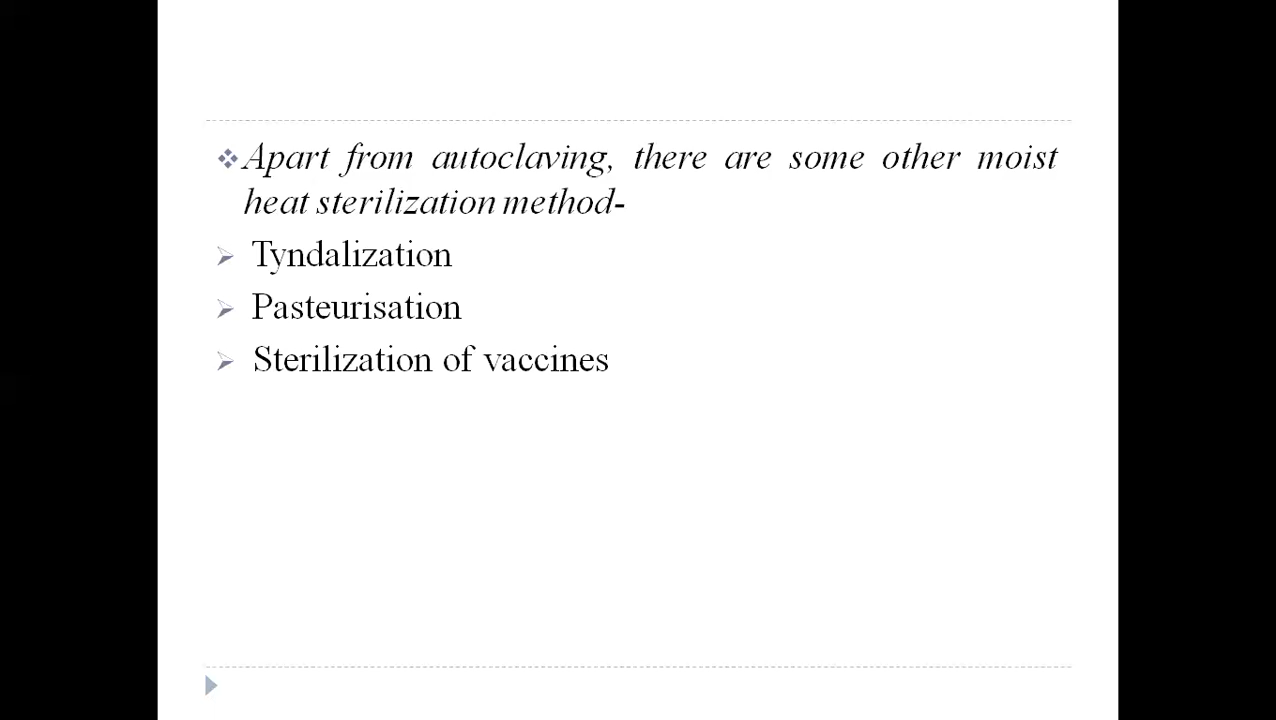 Apart from autoclaving, there are some other moist
heat sterilization method-
Tyndalization
Pasteurisation
Sterilization of vaccines